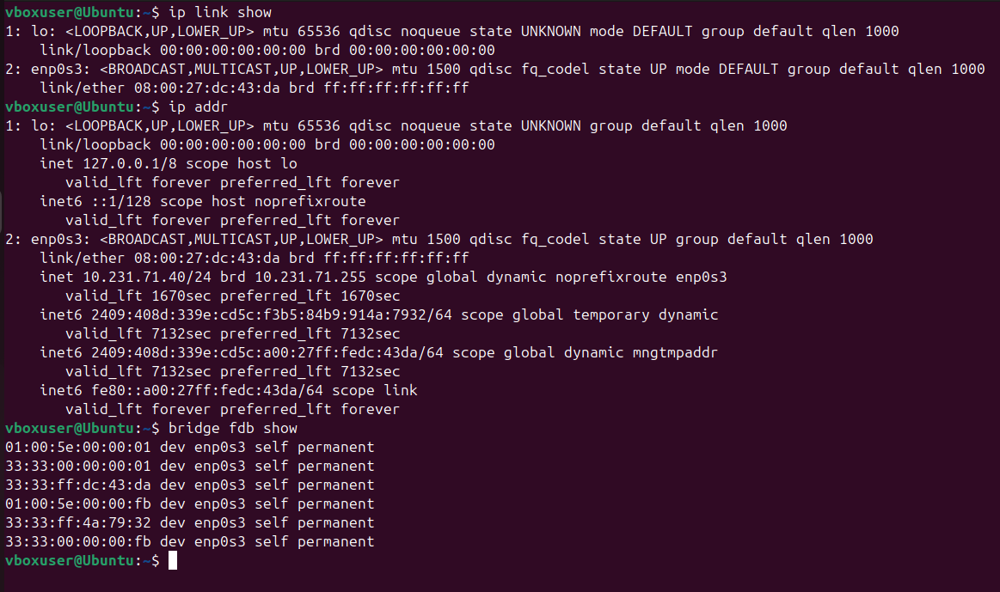 vboxuser@Ubuntu:~$ ip link show
1: lo: <LOOPBACK,UP,LOWER_UP> mtu 65536 qdisc noqueue state UNKNOWN mode DEFAULT group default qlen 1000
    link/loopback 00:00:00:00:00:00 brd 00:00:00:00:00:00
2: enp0s3: <BROADCAST,MULTICAST,UP,LOWER_UP> mtu 1500 qdisc fq_codel state UP mode DEFAULT group default qlen 1000
    link/ether 08:00:27:dc:43:da brd ff:ff:ff:ff:ff:ff
vboxuser@Ubuntu:~$ ip addr
1: lo: <LOOPBACK,UP,LOWER_UP> mtu 65536 qdisc noqueue state UNKNOWN group default qlen 1000
    link/loopback 00:00:00:00:00:00 brd 00:00:00:00:00:00
    inet 127.0.0.1/8 scope host lo
       valid_lft forever preferred_lft forever
    inet6 ::1/128 scope host noprefixroute
       valid_lft forever preferred_lft forever
2: enp0s3: <BROADCAST,MULTICAST,UP,LOWER_UP> mtu 1500 qdisc fq_codel state UP group default qlen 1000
    link/ether 08:00:27:dc:43:da brd ff:ff:ff:ff:ff:ff
    inet 10.231.71.40/24 brd 10.231.71.255 scope global dynamic noprefixroute enp0s3
       valid_lft 1670sec preferred_lft 1670sec
    inet6 2409:408d:339e:cd5c:f3b5:84b9:914a:7932/64 scope global temporary dynamic
       valid_lft 7132sec preferred_lft 7132sec
    inet6 2409:408d:339e:cd5c:a00:27ff:fedc:43da/64 scope global dynamic mngtmpaddr
       valid_lft 7132sec preferred_lft 7132sec
    inet6 fe80::a00:27ff:fedc:43da/64 scope link
       valid_lft forever preferred_lft forever
vboxuser@Ubuntu:~$ bridge fdb show
01:00:5e:00:00:01 dev enp0s3 self permanent
33:33:00:00:00:01 dev enp0s3 self permanent
33:33:ff:dc:43:da dev enp0s3 self permanent
01:00:5e:00:00:fb dev enp0s3 self permanent
33:33:ff:4a:79:32 dev enp0s3 self permanent
33:33:00:00:00:fb dev enp0s3 self permanent
vboxuser@Ubuntu:~$